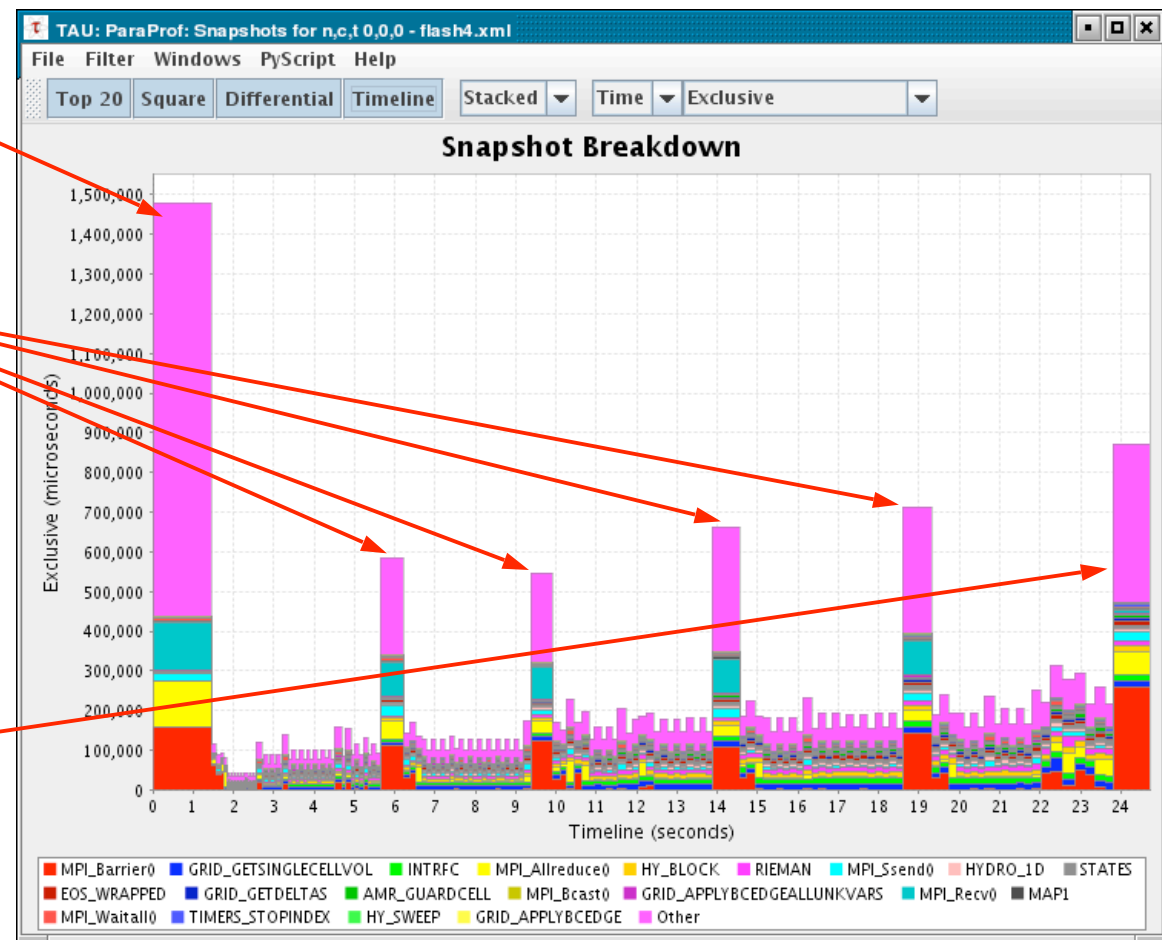 TAU: ParaProf: Snapshots for n,c,t 0,0,0 - flash4.xml
File Filter Windows PyScript Help
Top 20 Square Differential Timeline Stacked Time Exclusive
Snapshot Breakdown
1,500,000
1,400,000
1,300,000
1,200,000
1,100,000
1,000,000
900,000
800,000
700,000
600,000
500,000
400,000
300,000
200,000
100,000
0
Exclusive (microseconds)
0 1 2 3 4 5 6 7 8 9 10 11 12 13 14 15 16 17 18 19 20 21 22 23 24
Timeline (seconds)
MPI_Barrier() GRID_GETSINGLECELLVOL INTRFC MPI_Allreduce() HY_BLOCK RIEMAN MPI_Ssend() HYDRO_1D STATES
EOS_WRAPPED GRID_GETDELTAS AMR_GUARDCELL MPI_Bcast() GRID_APPLYBCEDGEALLUNKVARS MPI_Recv() MAP1
MPI_Waitall() TIMERS_STOPINDEX HY_SWEEP GRID_APPLYBCEDGE Other